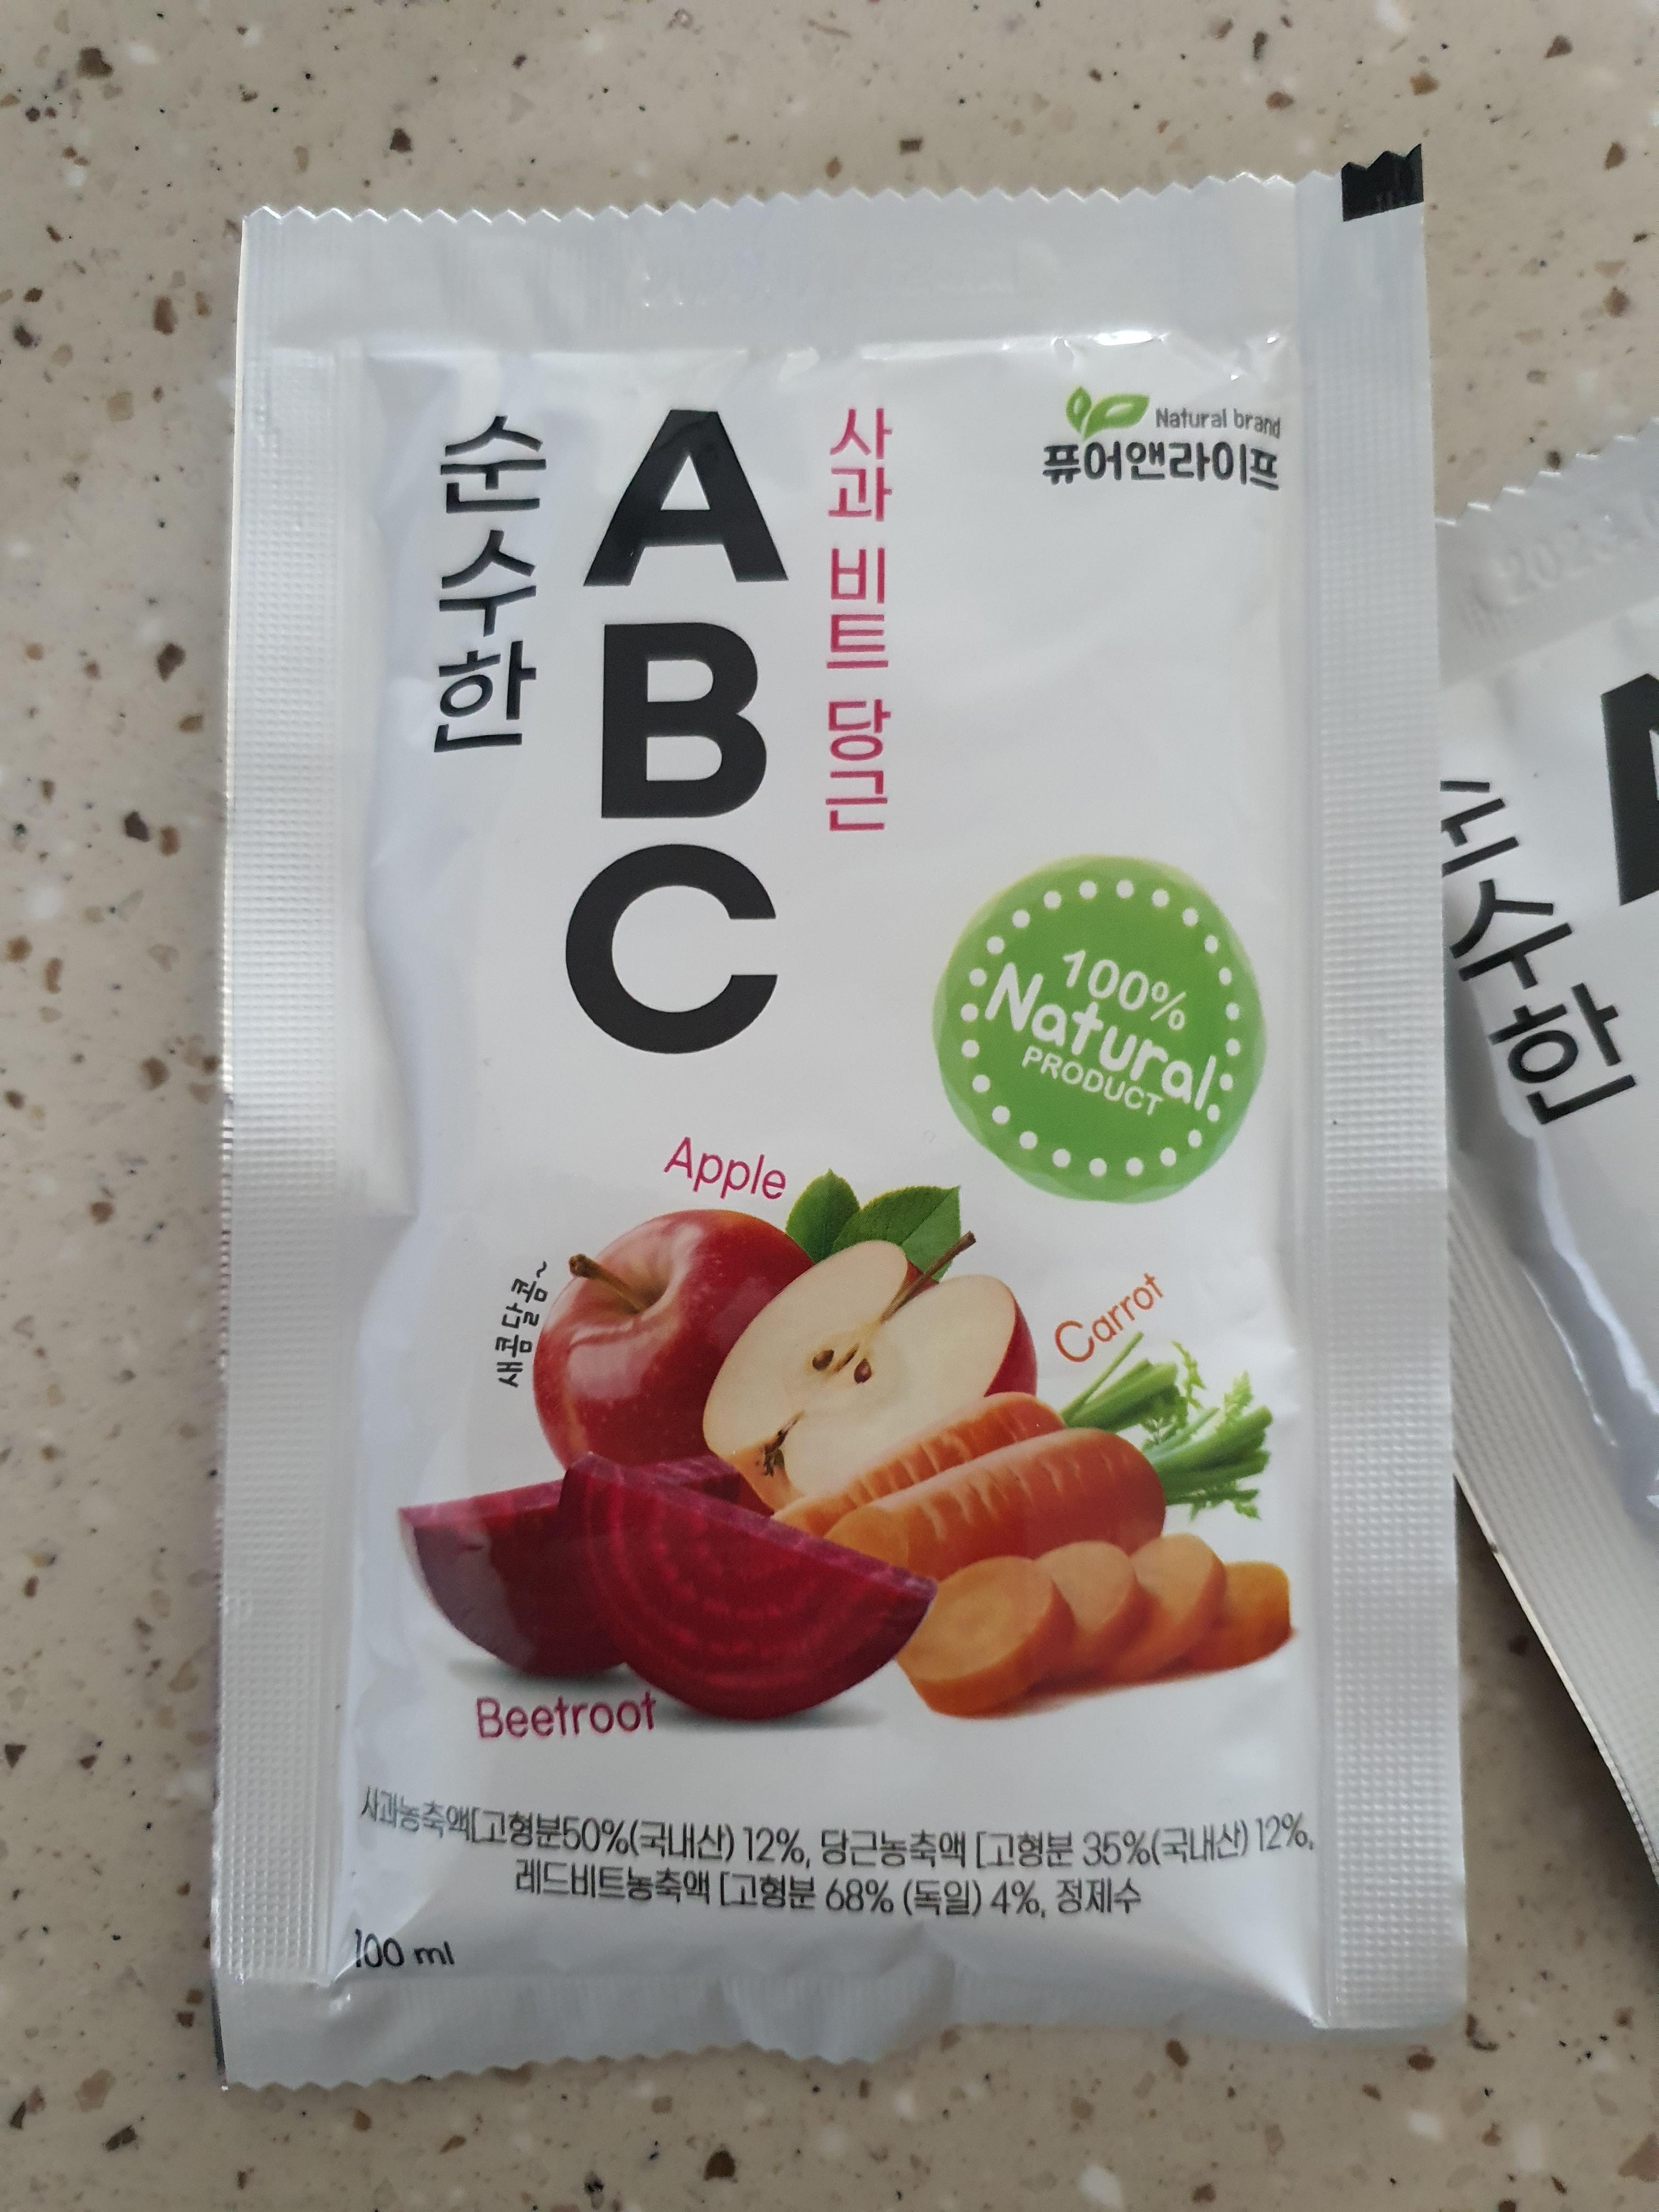 Natural brand
퓨어앤라이프
순수한
ABC
사과 비트 당근
100%
Natural
PRODUCT
Apple
새콤달콤~
Carrot
Beetroot
사과농축액[고형분50%(국내산) 12%, 당근농축액 [고형분 35%(국내산) 12%,
레드비트농축액 [고형분 68% (독일) 4%, 정제수
100 ml
순수한